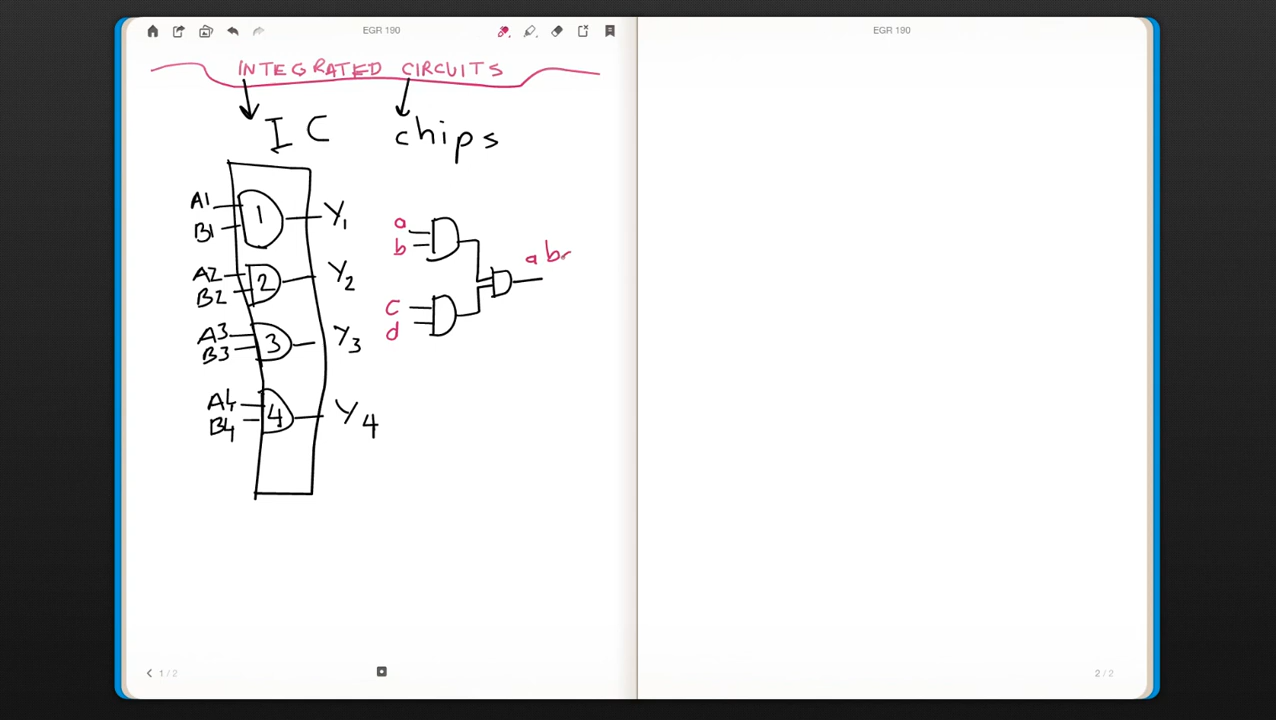 EGR 190
EGR 190
INTEGRATED CIRCUITS
IC chips
A1
B1
1
Y1
A2
B2
2
Y2
A3
B3
3
Y3
A4
B4
4
Y4
a
b
c
d
ab
1 / 2
2 / 2